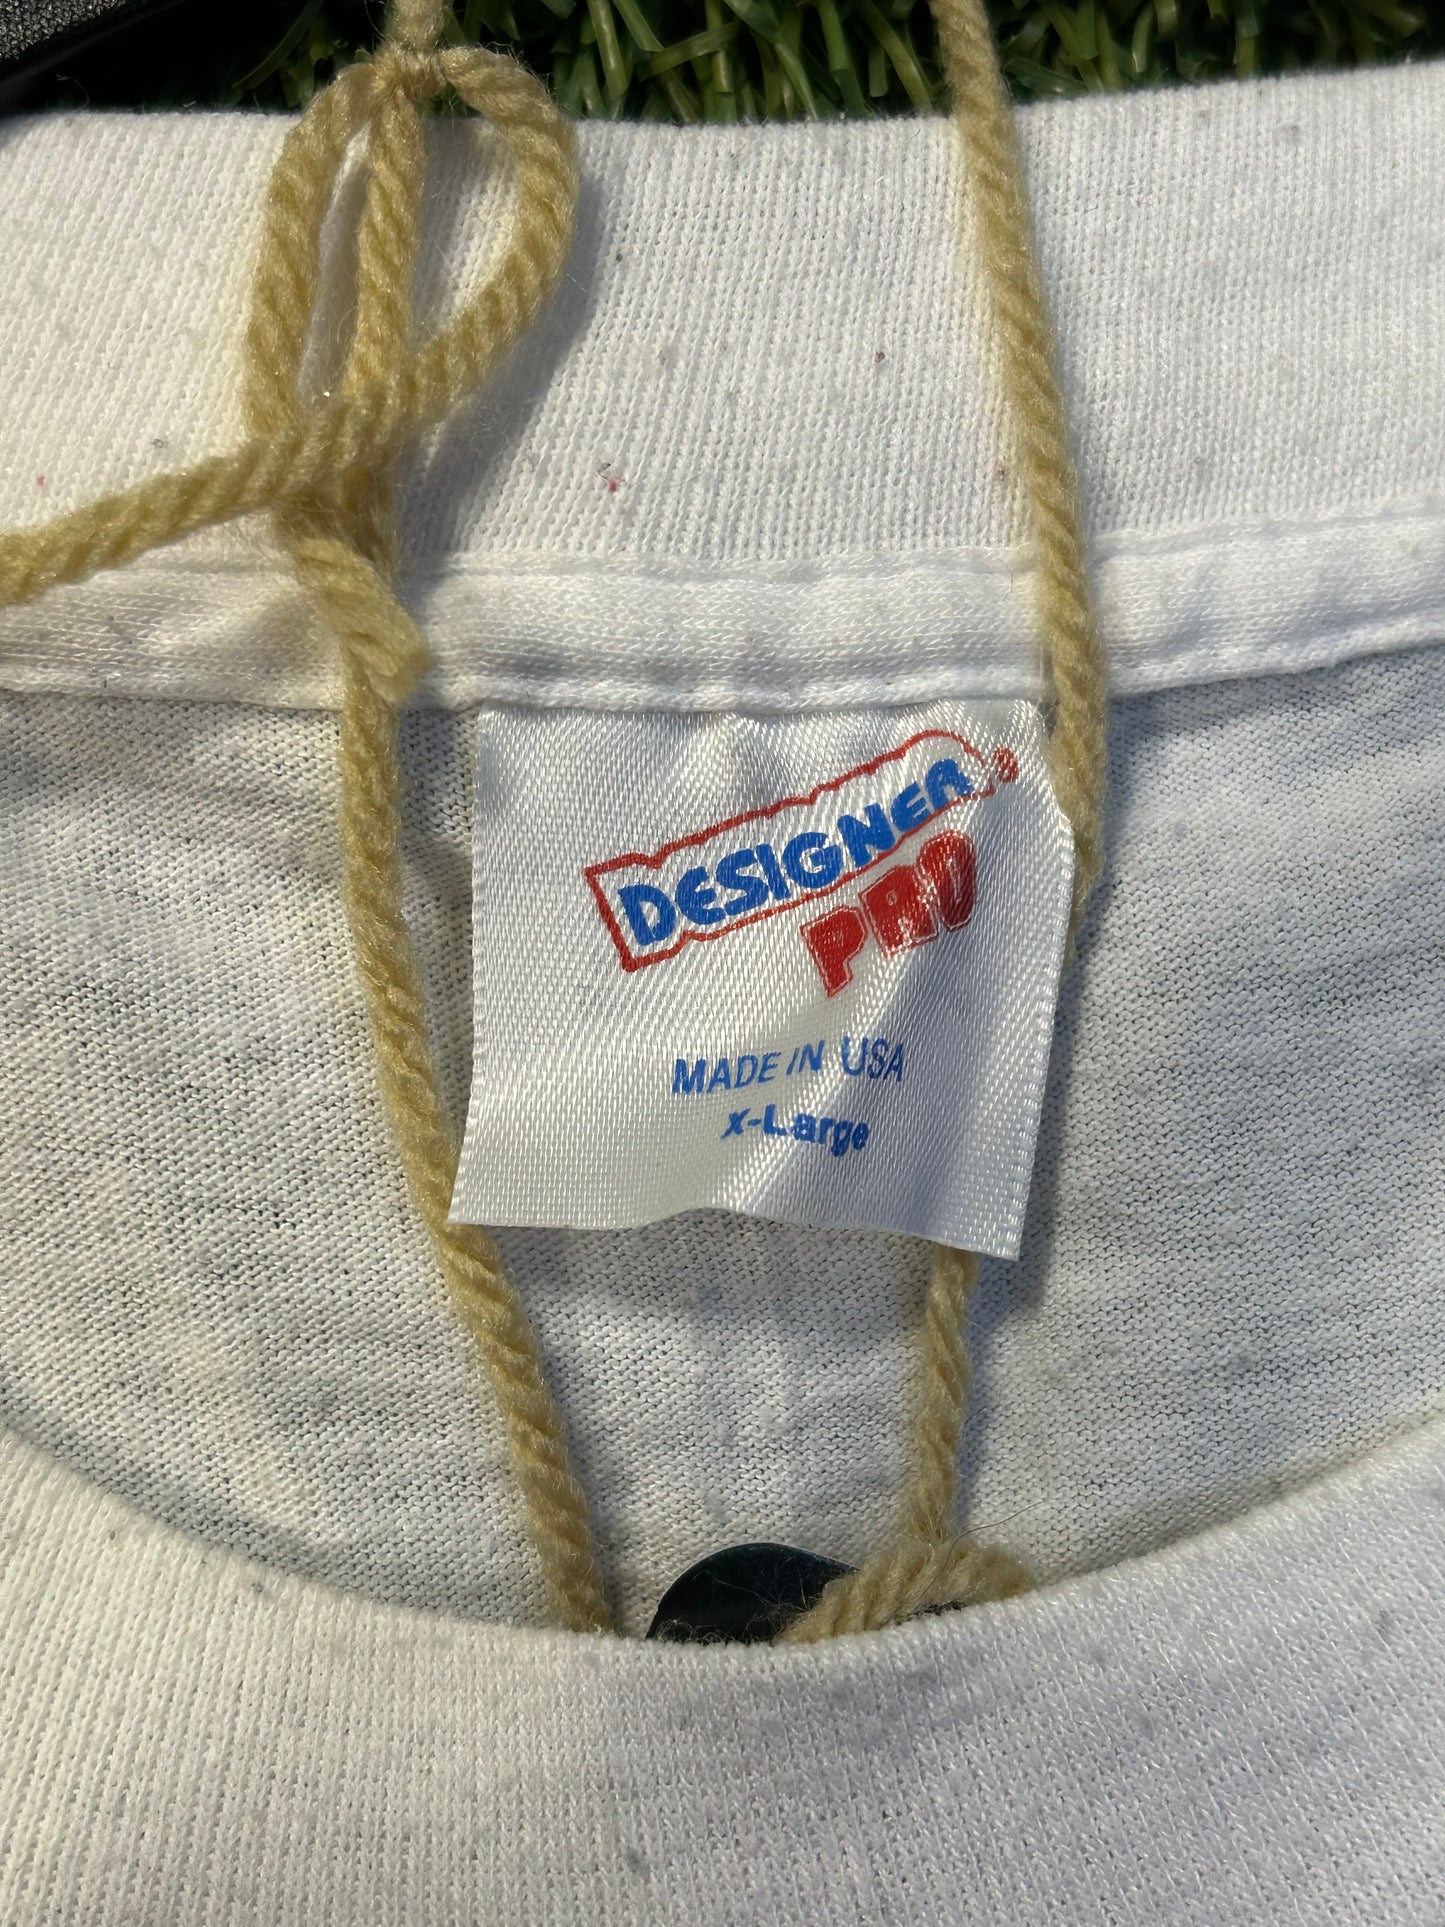 DESIGNER
PRO
MADE IN USA
X-Large